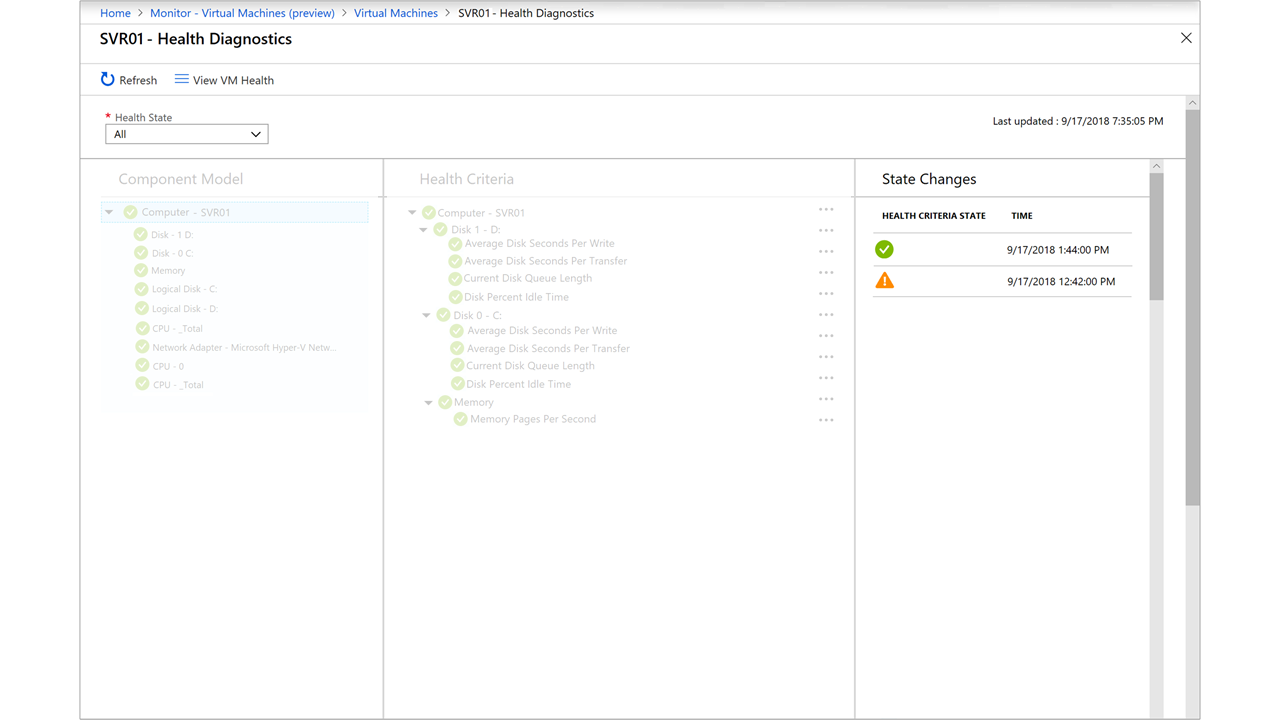 Home > Monitor - Virtual Machines (preview) > Virtual Machines > SVR01 - Health Diagnostics
SVR01 - Health Diagnostics
Refresh View VM Health
* Health State
All
Last updated : 9/17/2018 7:35:05 PM
Component Model
Computer - SVR01
Disk - 1 D:
Disk - 0 C:
Memory
Logical Disk - C:
Logical Disk - D:
CPU - _Total
Network Adapter - Microsoft Hyper-V Netw...
CPU - 0
CPU - _Total
Health Criteria
Computer - SVR01
Disk 1 - D:
Average Disk Seconds Per Write
Average Disk Seconds Per Transfer
Current Disk Queue Length
Disk Percent Idle Time
Disk 0 - C:
Average Disk Seconds Per Write
Average Disk Seconds Per Transfer
Current Disk Queue Length
Disk Percent Idle Time
Memory
Memory Pages Per Second
State Changes
HEALTH CRITERIA STATE TIME
9/17/2018 1:44:00 PM
9/17/2018 12:42:00 PM